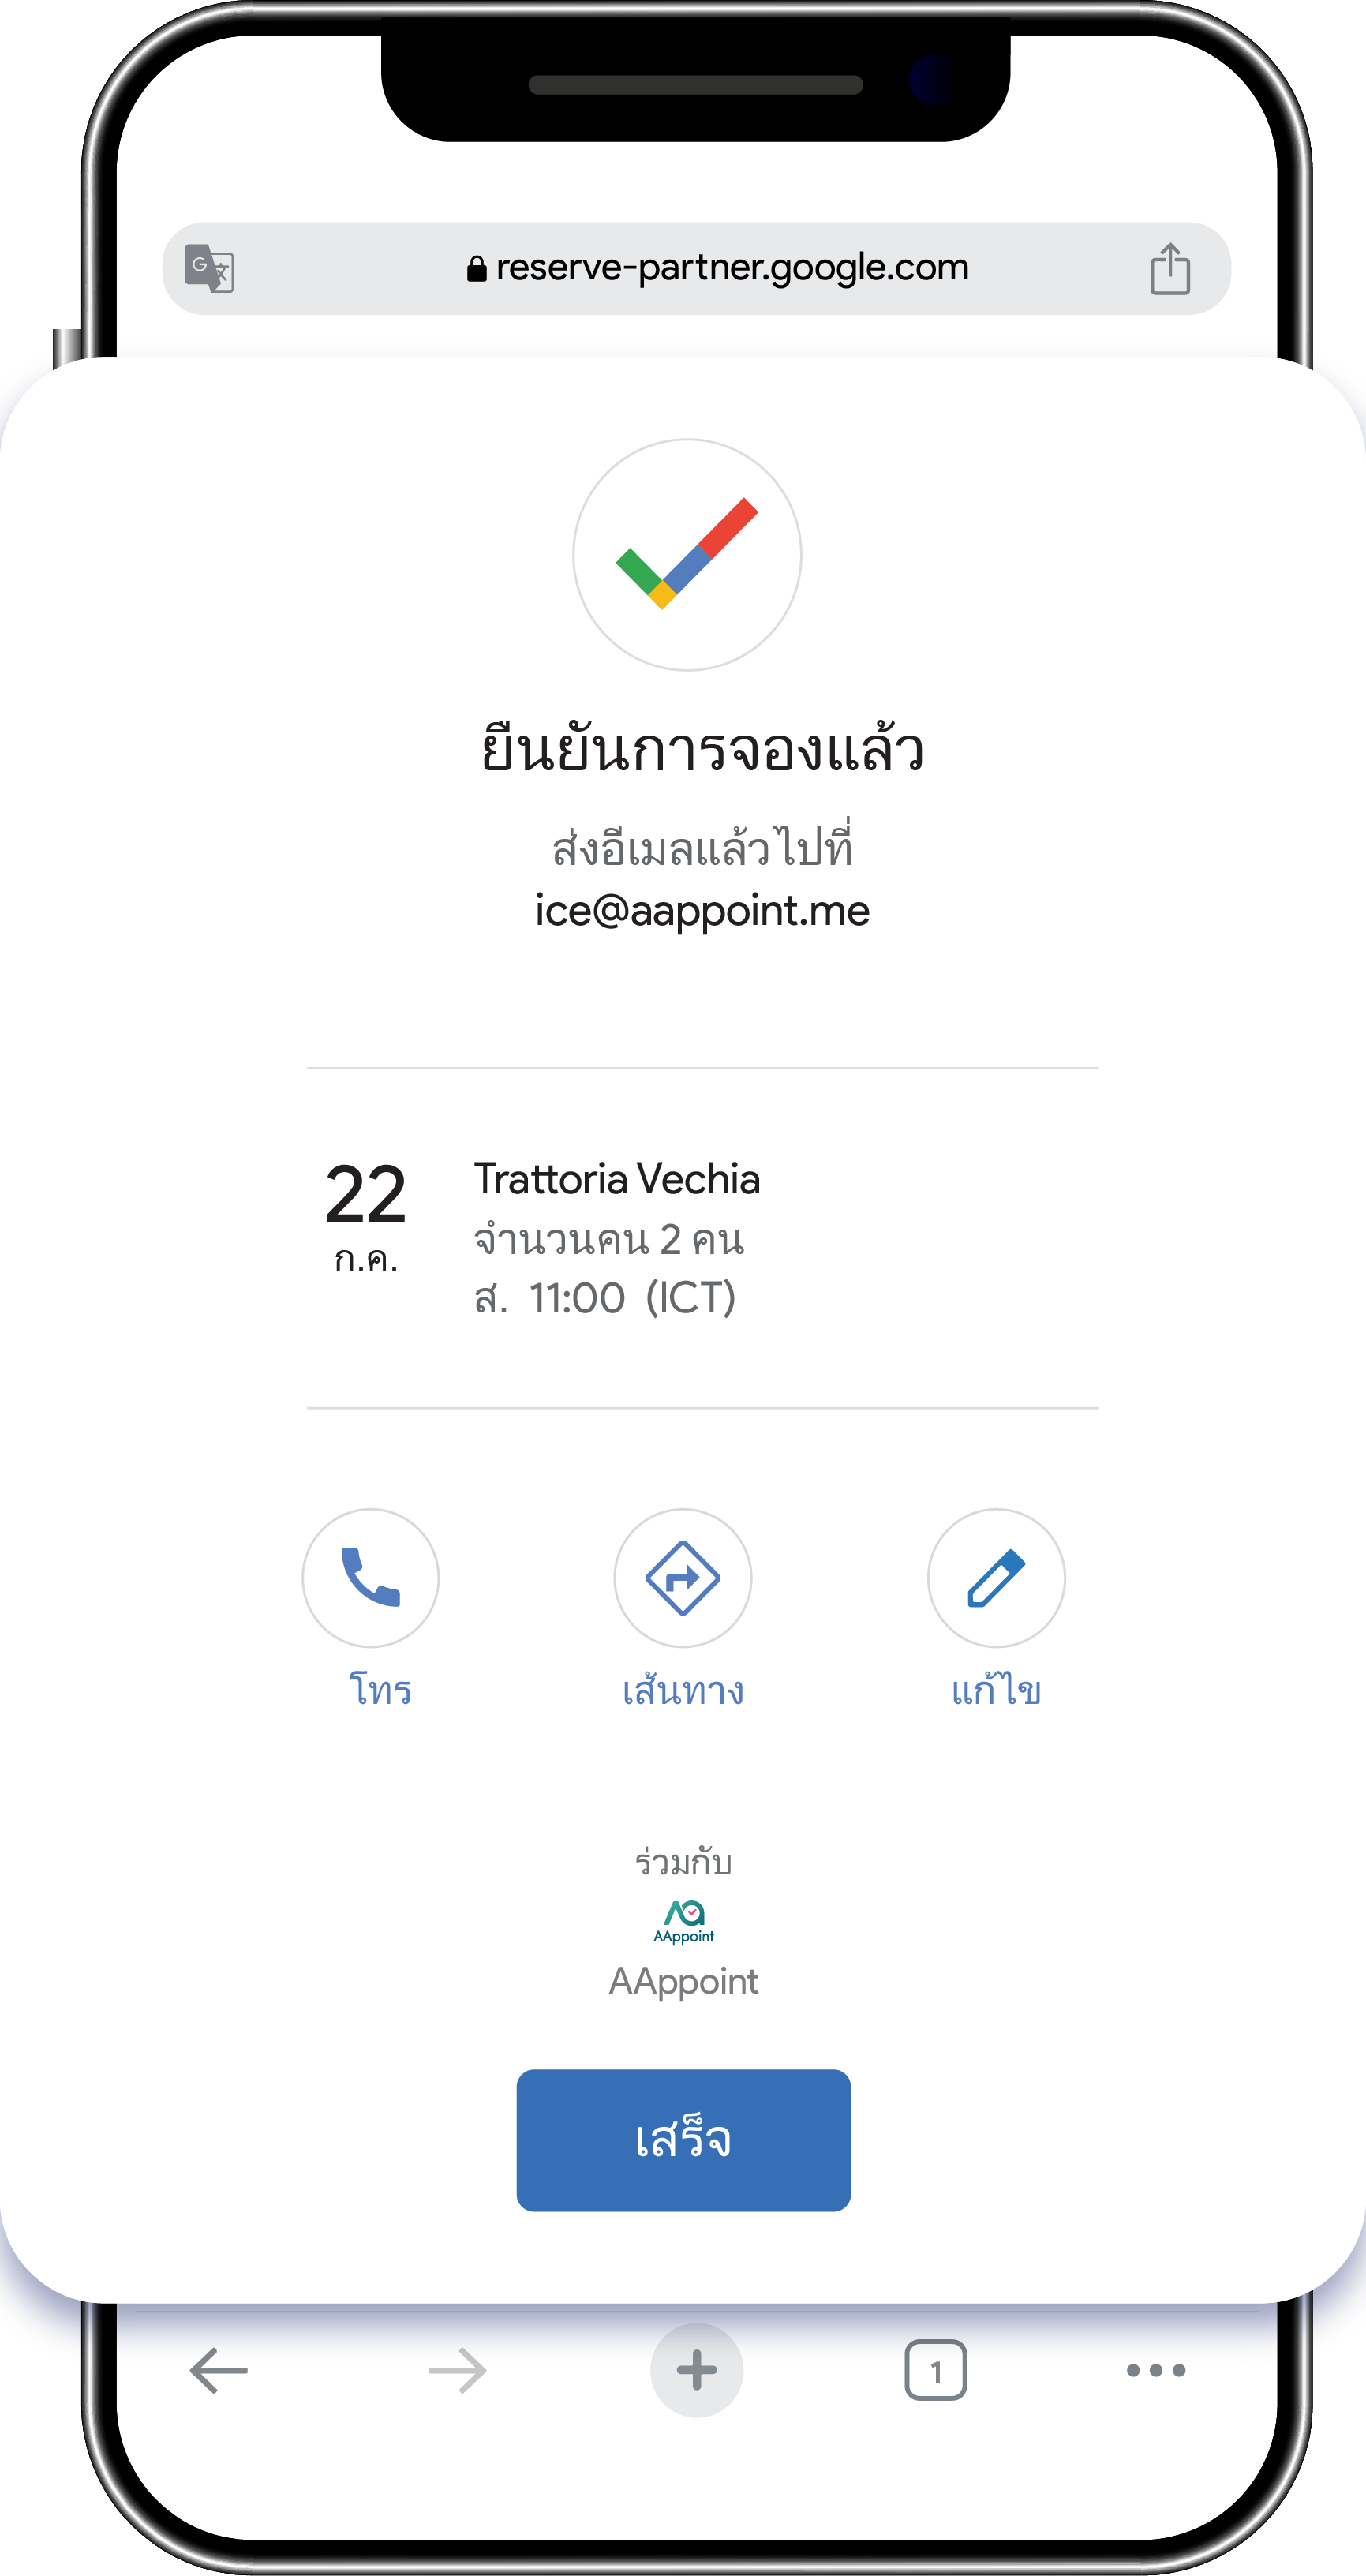 reserve-partner.google.com
ยืนยันการจองแล้ว
ส่งอีเมลแล้วไปที่
ice@aappoint.me
22
ก.ค.
Trattoria Vechia
จำนวนคน 2 คน
ส. 11:00 (ICT)
โทร
เส้นทาง
แก้ไข
ร่วมกับ
AAppoint
AAppoint
เสร็จ
1